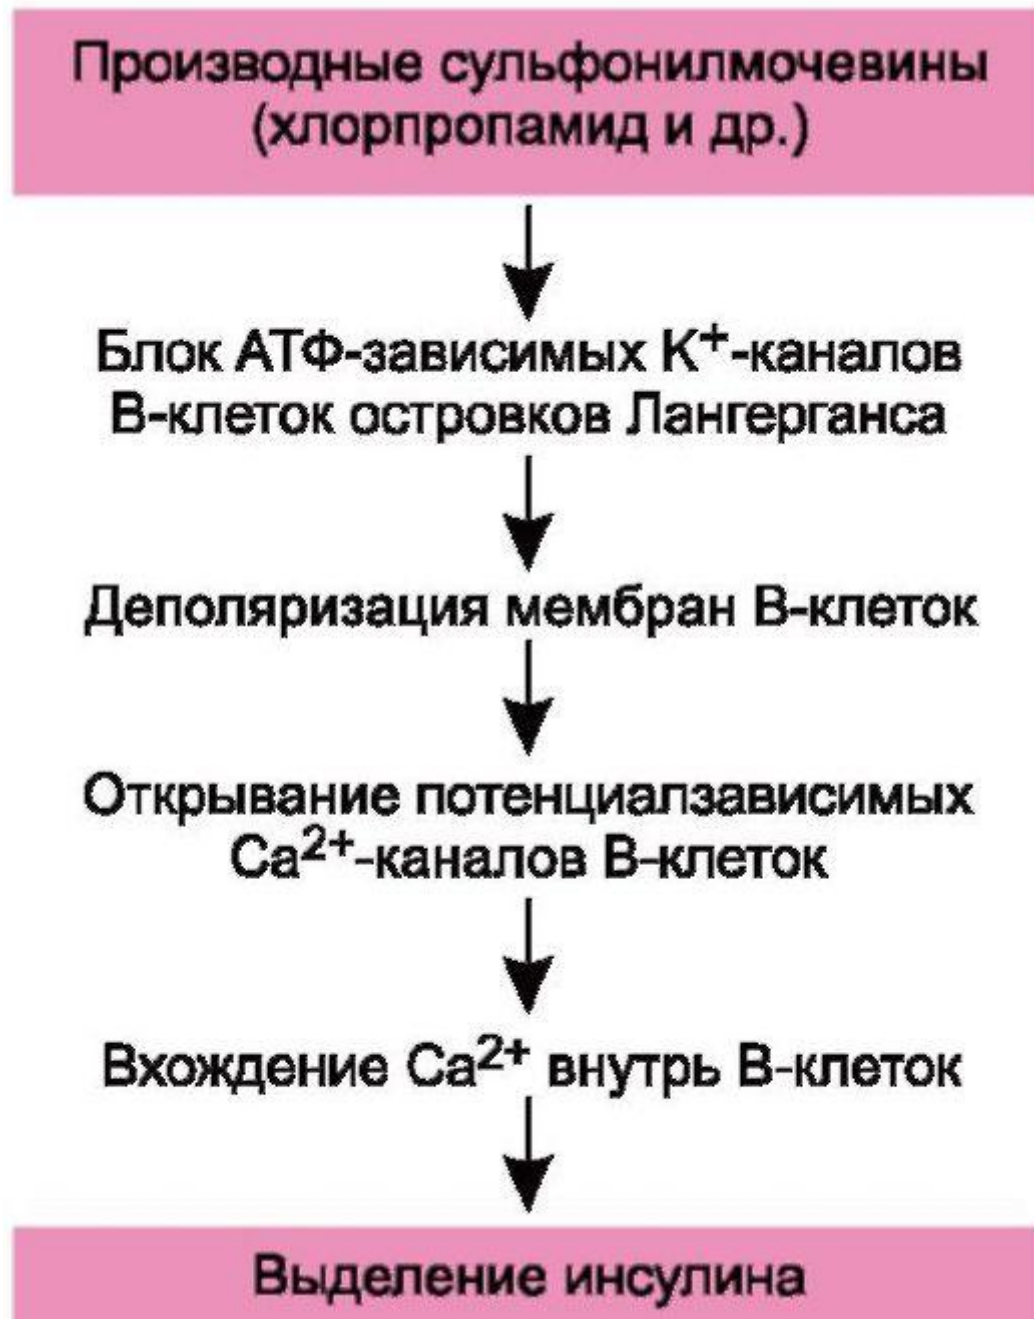 Производные сульфонилмочевины
(хлорпропамид и др.)
Блок АТФ-зависимых K⁺-каналов
В-клеток островков Лангерганса
Деполяризация мембран В-клеток
Открывание потенциалзависимых
Ca²⁺-каналов В-клеток
Вхождение Ca²⁺ внутрь В-клеток
Выделение инсулина